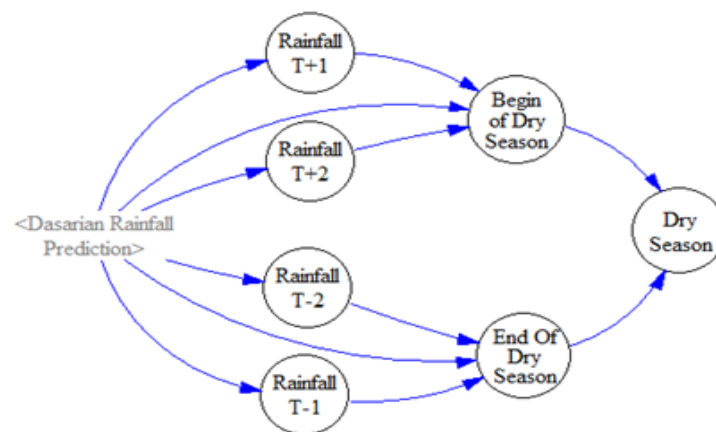 Rainfall
T+1
Begin
of Dry
Season
Rainfall
T+2
<Dasarian Rainfall
Prediction>
Dry
Season
Rainfall
T-2
End Of
Dry
Season
Rainfall
T-1